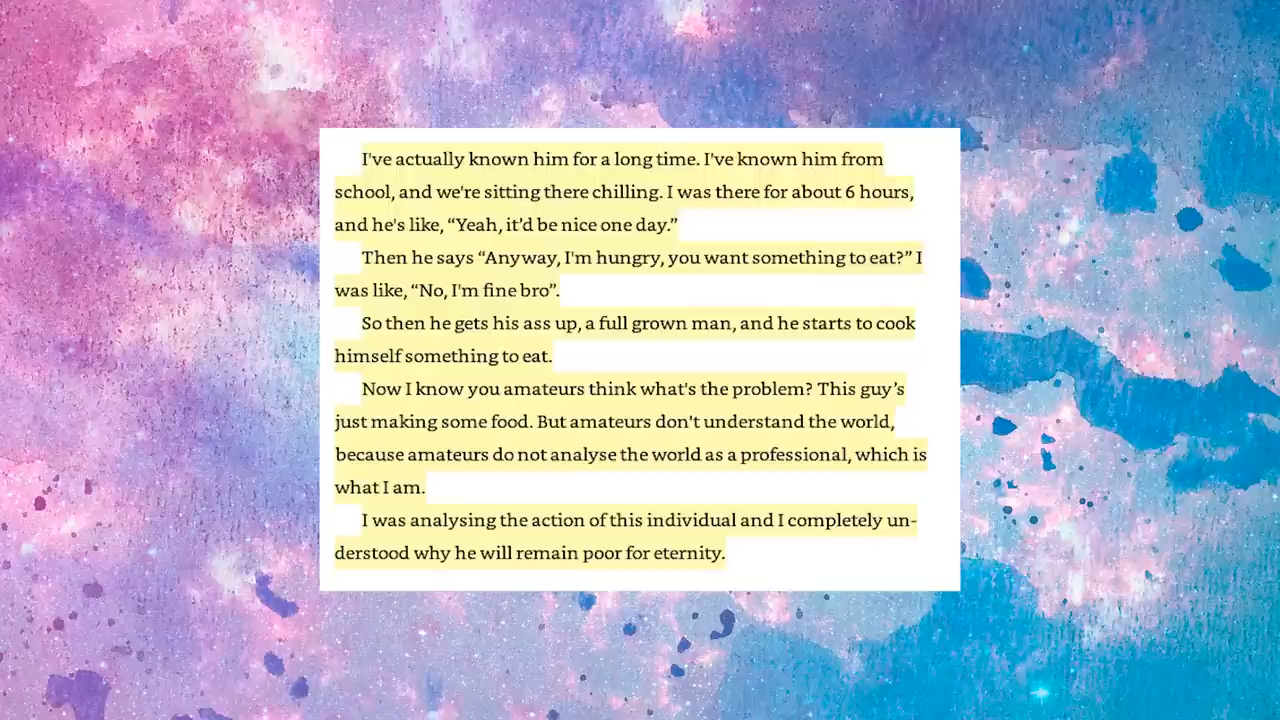 I've actually known him for a long time. I've known him from
school, and we're sitting there chilling. I was there for about 6 hours,
and he's like, “Yeah, it’d be nice one day.”
Then he says “Anyway, I'm hungry, you want something to eat?” I
was like, “No, I'm fine bro”.
So then he gets his ass up, a full grown man, and he starts to cook
himself something to eat.
Now I know you amateurs think what's the problem? This guy’s
just making some food. But amateurs don't understand the world,
because amateurs do not analyse the world as a professional, which is
what I am.
I was analysing the action of this individual and I completely un-
derstood why he will remain poor for eternity.